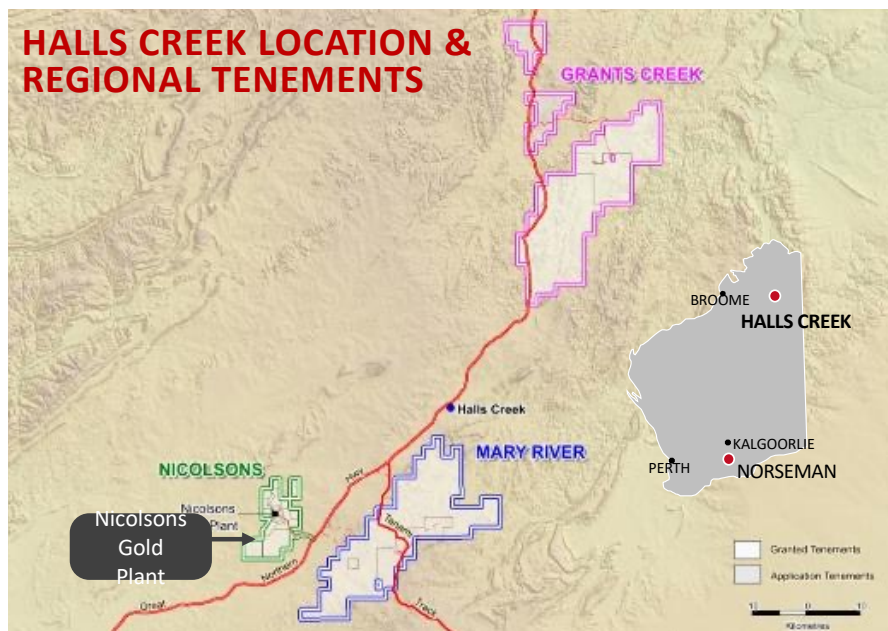 HALLS CREEK LOCATION &
REGIONAL TENEMENTS
GRANTS CREEK
BROOME
HALLS CREEK
Halls Creek
KALGOORLIE
PERTH
NORSEMAN
MARY RIVER
NICOLSONS
Nicolsons
Plant
Nicolsons
Gold
Plant
Great
Northern
Hwy
Tanami
Track
Granted Tenements
Application Tenements
10 0 10
Kilometres